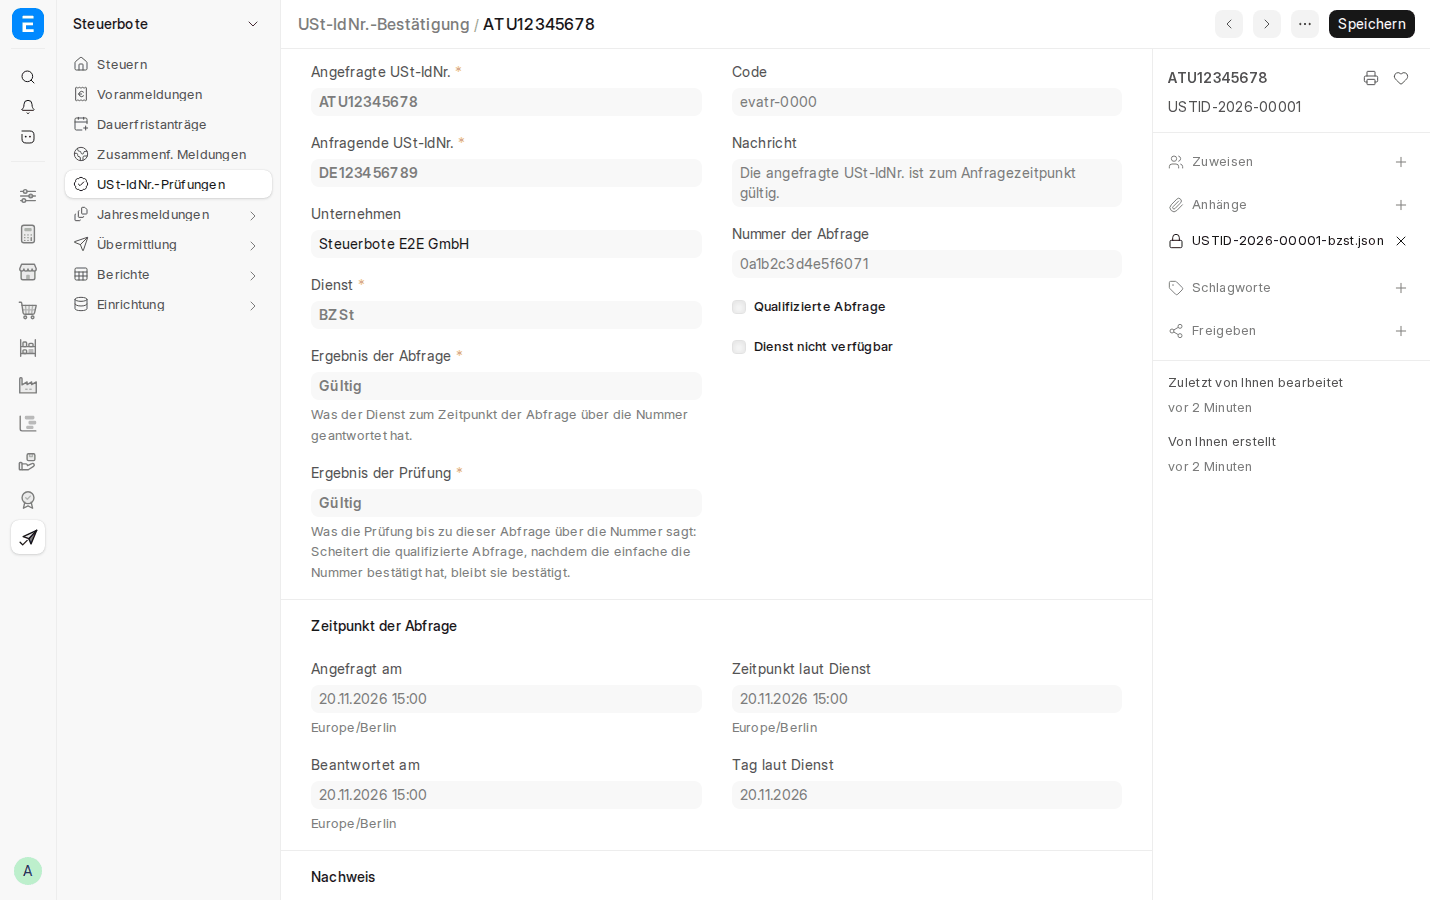 Steuerbote
Steuern
Voranmeldungen
Dauerfristanträge
Zusammenf. Meldungen
USt-IdNr.-Prüfungen
Jahresmeldungen
Übermittlung
Berichte
Einrichtung
A
USt-IdNr.-Bestätigung / ATU12345678
Speichern
Angefragte USt-IdNr. *
ATU12345678
Anfragende USt-IdNr. *
DE123456789
Unternehmen
Steuerbote E2E GmbH
Dienst *
BZSt
Ergebnis der Abfrage *
Gültig
Was der Dienst zum Zeitpunkt der Abfrage über die Nummer
geantwortet hat.
Ergebnis der Prüfung *
Gültig
Was die Prüfung bis zu dieser Abfrage über die Nummer sagt:
Scheitert die qualifizierte Abfrage, nachdem die einfache die
Nummer bestätigt hat, bleibt sie bestätigt.
Code
evatr-0000
Nachricht
Die angefragte USt-IdNr. ist zum Anfragezeitpunkt
gültig.
Nummer der Abfrage
0a1b2c3d4e5f6071
Qualifizierte Abfrage
Dienst nicht verfügbar
Zeitpunkt der Abfrage
Angefragt am
20.11.2026 15:00
Europe/Berlin
Beantwortet am
20.11.2026 15:00
Europe/Berlin
Zeitpunkt laut Dienst
20.11.2026 15:00
Europe/Berlin
Tag laut Dienst
20.11.2026
Nachweis
ATU12345678
USTID-2026-00001
Zuweisen
Anhänge
USTID-2026-00001-bzst.json
Schlagworte
Freigeben
Zuletzt von Ihnen bearbeitet
vor 2 Minuten
Von Ihnen erstellt
vor 2 Minuten